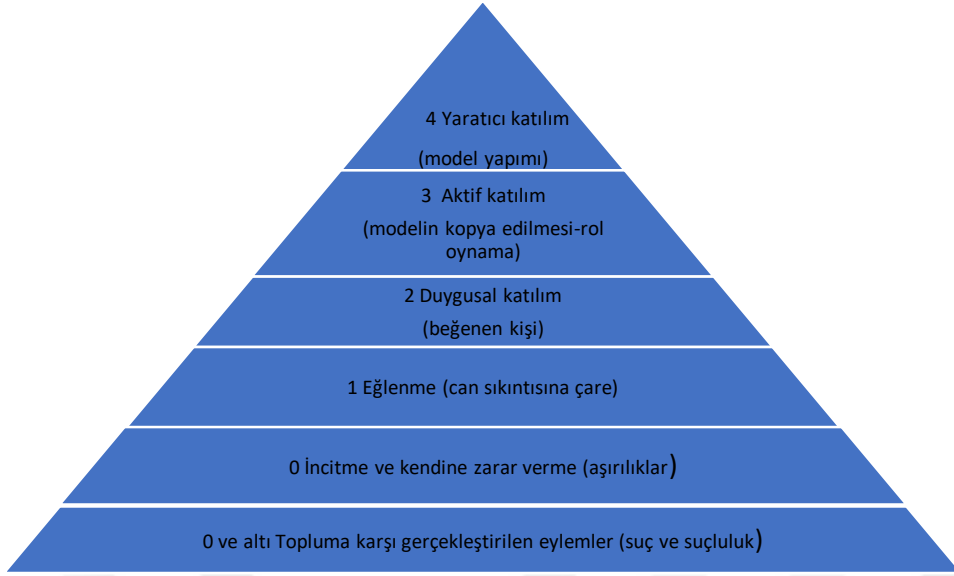 4 Yaratıcı katılım
(model yapımı)
3 Aktif katılım
(modelin kopya edilmesi-rol
oynama)
2 Duygusal katılım
(beğenen kişi)
1 Eğlenme (can sıkıntısına çare)
0 İncitme ve kendine zarar verme (aşırılıklar)
0 ve altı Topluma karşı gerçekleştirilen eylemler (suç ve suçluluk)